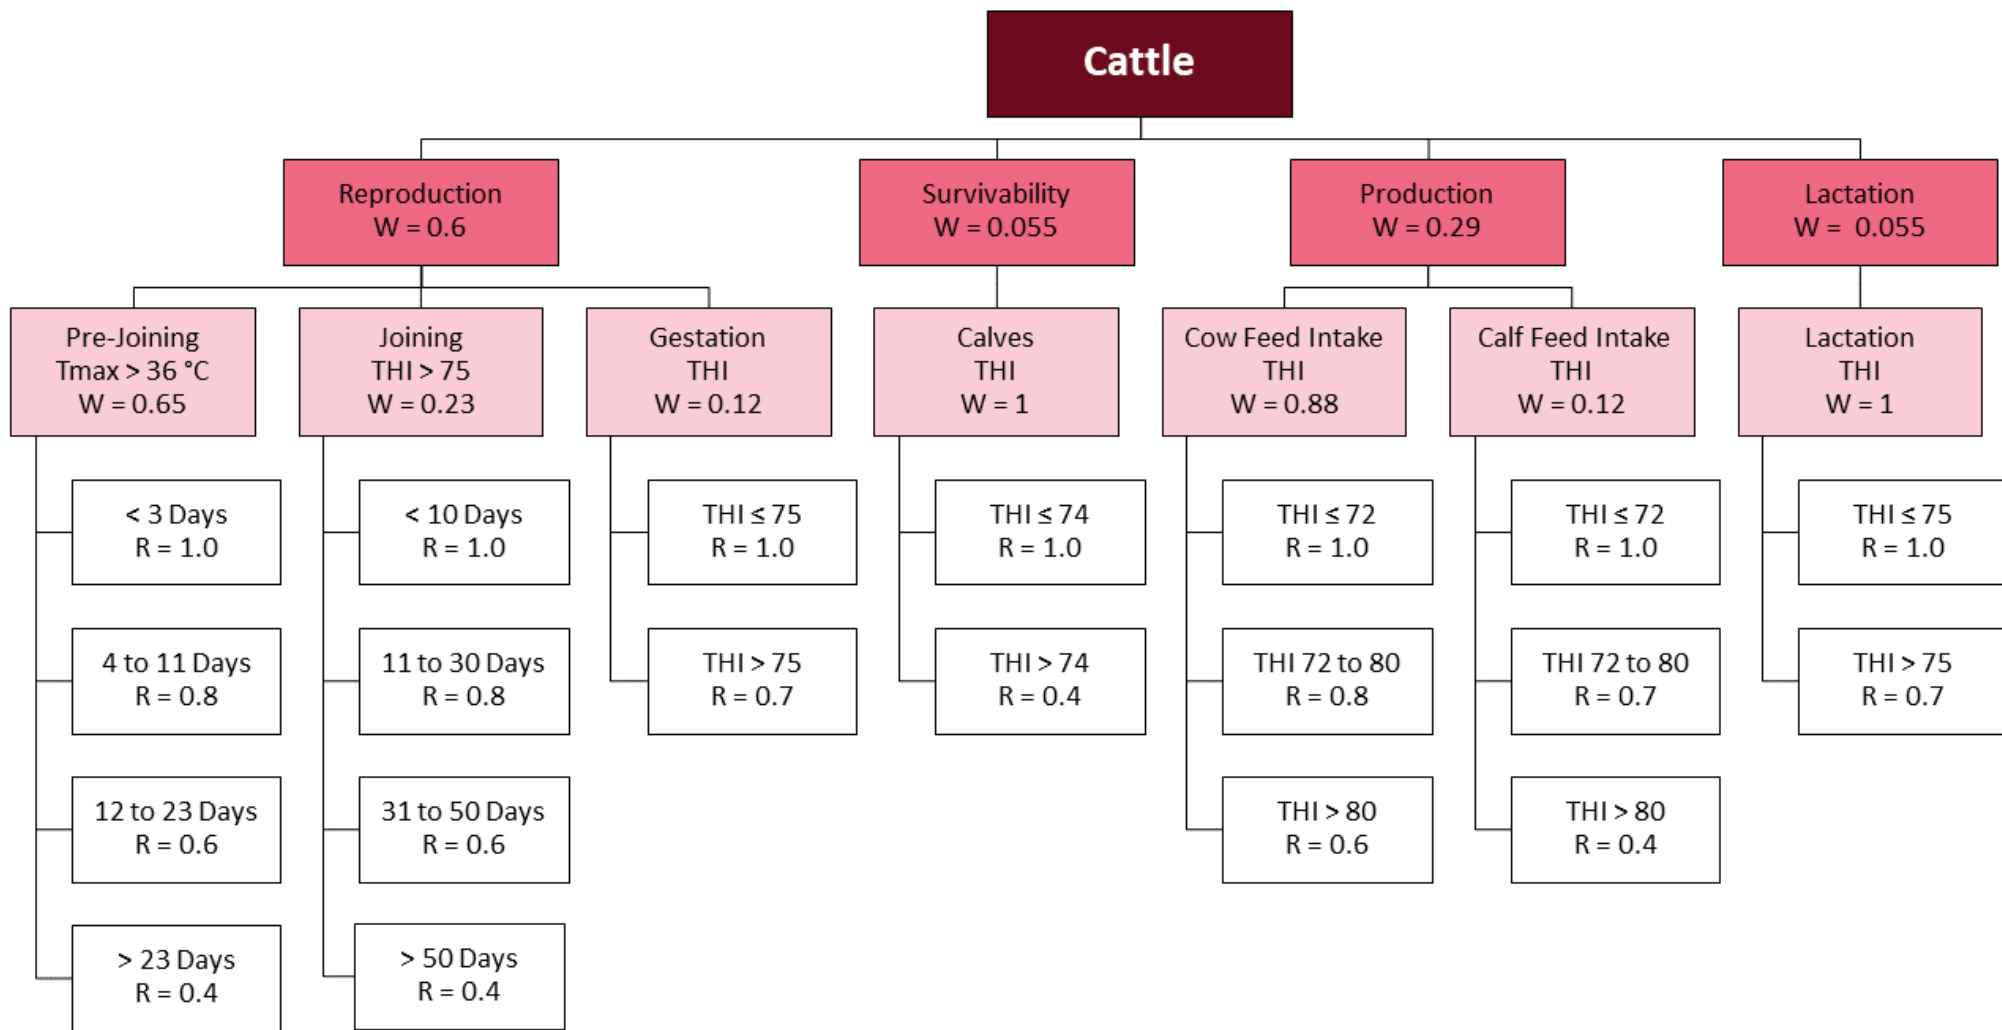 Cattle
Reproduction
W = 0.6
Survivability
W = 0.055
Production
W = 0.29
Lactation
W =  0.055
Pre-Joining
Tmax > 36 °C
W = 0.65
Joining
THI > 75
W = 0.23
Gestation
THI
W = 0.12
Calves
THI
W = 1
Cow Feed Intake
THI
W = 0.88
Calf Feed Intake
THI
W = 0.12
Lactation
THI
W = 1
< 3 Days
R = 1.0
< 10 Days
R = 1.0
THI ≤ 75
R = 1.0
THI ≤ 74
R = 1.0
THI ≤ 72
R = 1.0
THI ≤ 72
R = 1.0
THI ≤ 75
R = 1.0
4 to 11 Days
R = 0.8
11 to 30 Days
R = 0.8
THI > 75
R = 0.7
THI > 74
R = 0.4
THI 72 to 80
R = 0.8
THI 72 to 80
R = 0.7
THI > 75
R = 0.7
12 to 23 Days
R = 0.6
31 to 50 Days
R = 0.6
THI > 80
R = 0.6
THI > 80
R = 0.4
> 23 Days
R = 0.4
> 50 Days
R = 0.4